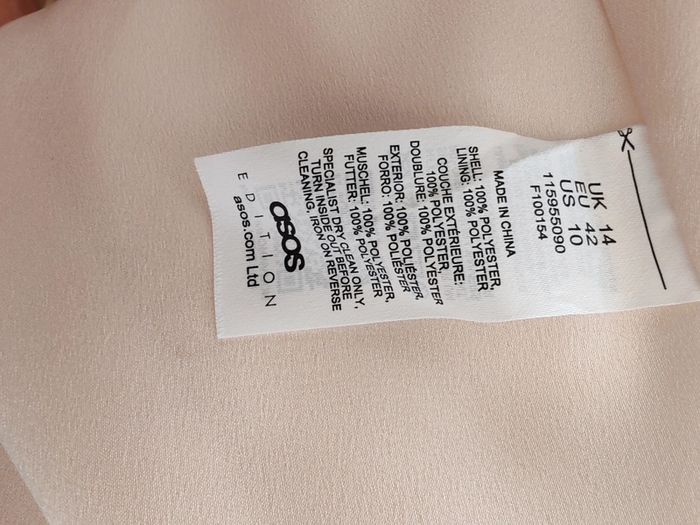 UK 14
EU 42
US 10
115955090
F100154
MADE IN CHINA
SHELL: 100% POLYESTER,
LINING: 100% POLYESTER
COUCHE EXTÉRIEURE:
100% POLYESTER,
DOUBLURE: 100% POLYESTER
EXTERIOR: 100% POLIÉSTER,
FORRO: 100% POLIÉSTER
MUSCHEL: 100% POLYESTER,
FUTTER: 100% POLYESTER
SPECIALIST DRY CLEAN ONLY,
TURN INSIDE OUT BEFORE
CLEANING, IRON ON REVERSE
asos
EDITION
asos.com Ltd